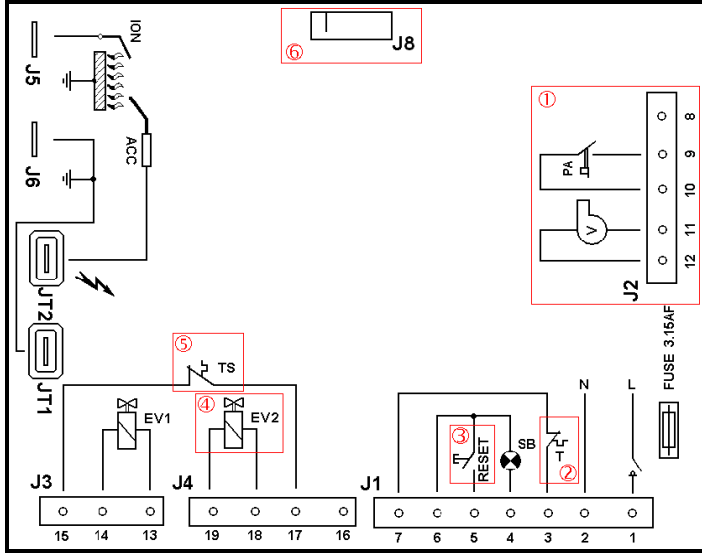 ION
J5
J6
ACC
JT2
JT1
⑥
J8
①
8
9
10
11
12
PA
V
J2
FUSE 3.15AF
⑤
TS
④
EV1
EV2
③
RESET
SB
T
②
N
L
J3
15
14
13
J4
19
18
17
16
J1
7
6
5
4
3
2
1